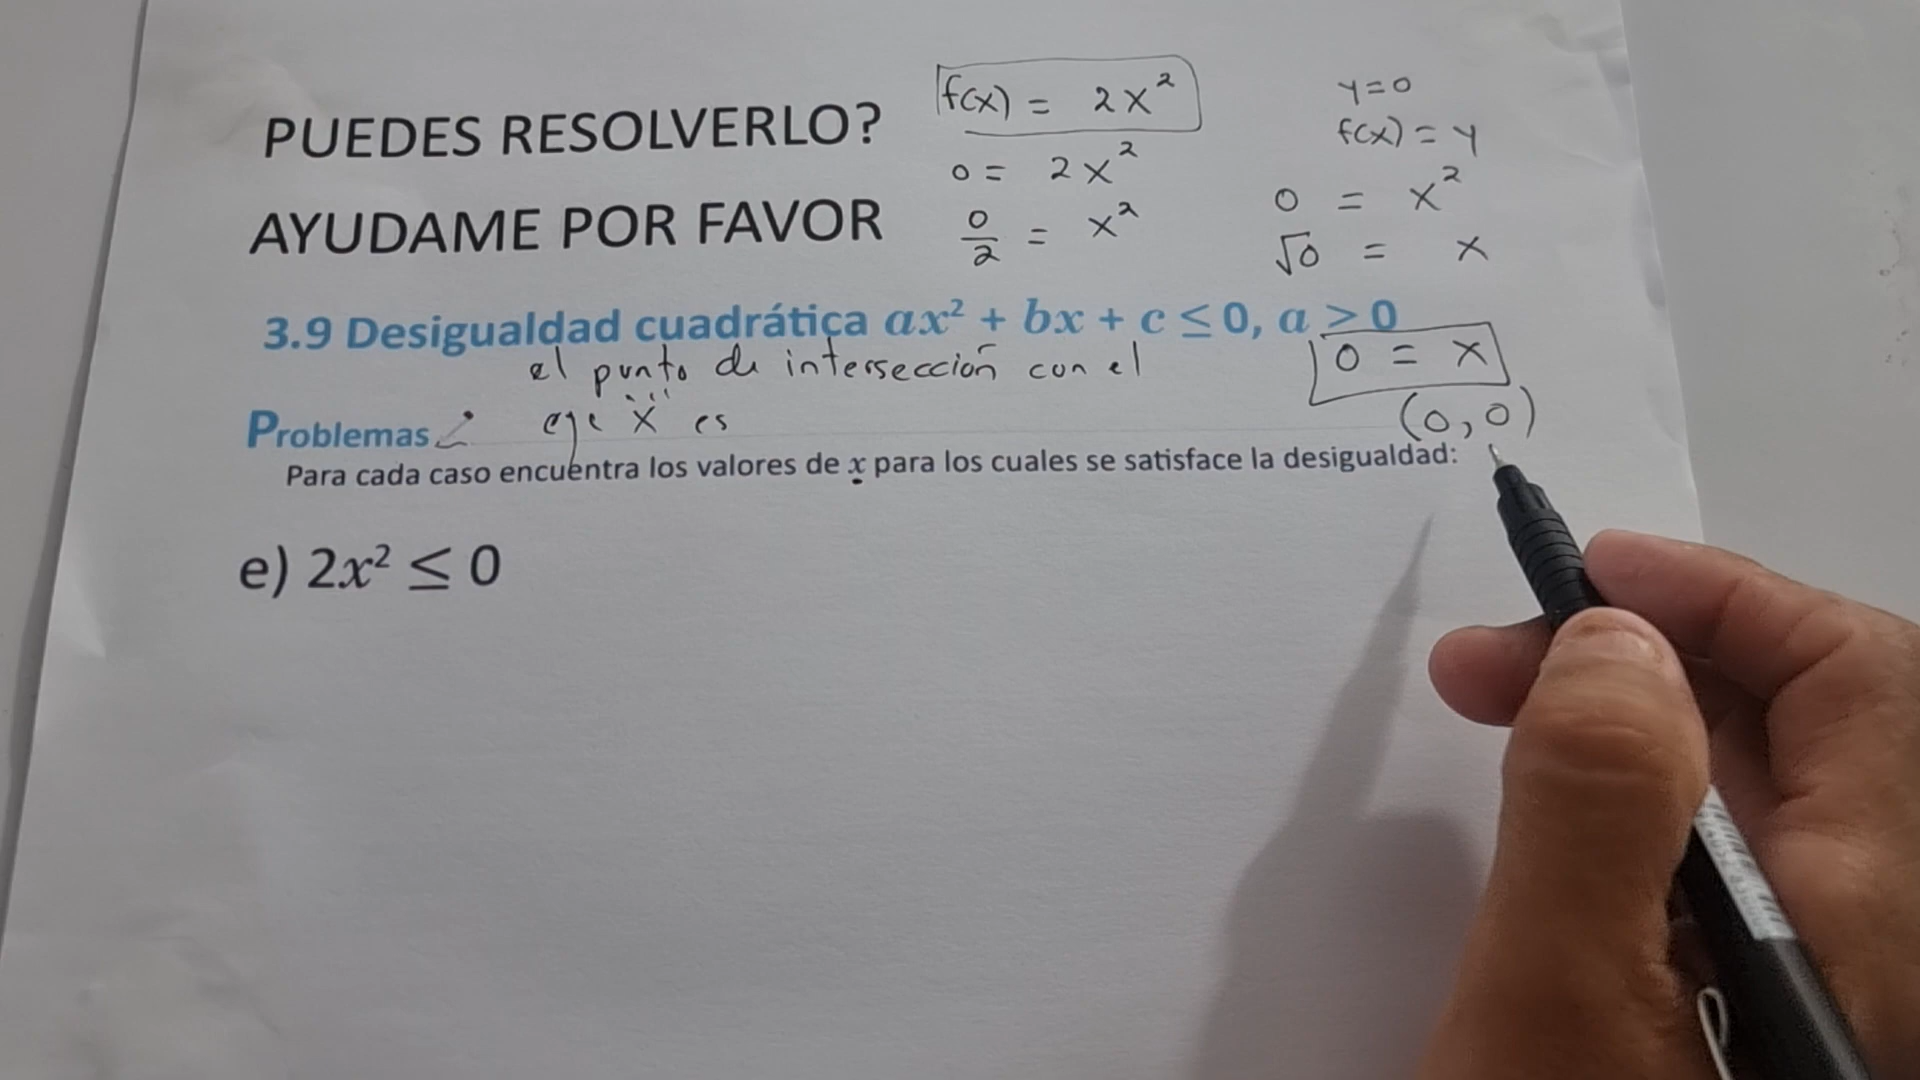 PUEDES RESOLVERLO?
AYUDAME POR FAVOR
f(x) = 2x²
0 = 2x²
0/2 = x²
y=0
f(x) = y
0 = x²
√0 = x
3.9 Desigualdad cuadrática ax² + bx + c ≤ 0, a > 0
0 = x
el punto de intersección con el
eje "x" es
(0,0)
Problemas
Para cada caso encuentra los valores de x para los cuales se satisface la desigualdad:
e) 2x² ≤ 0